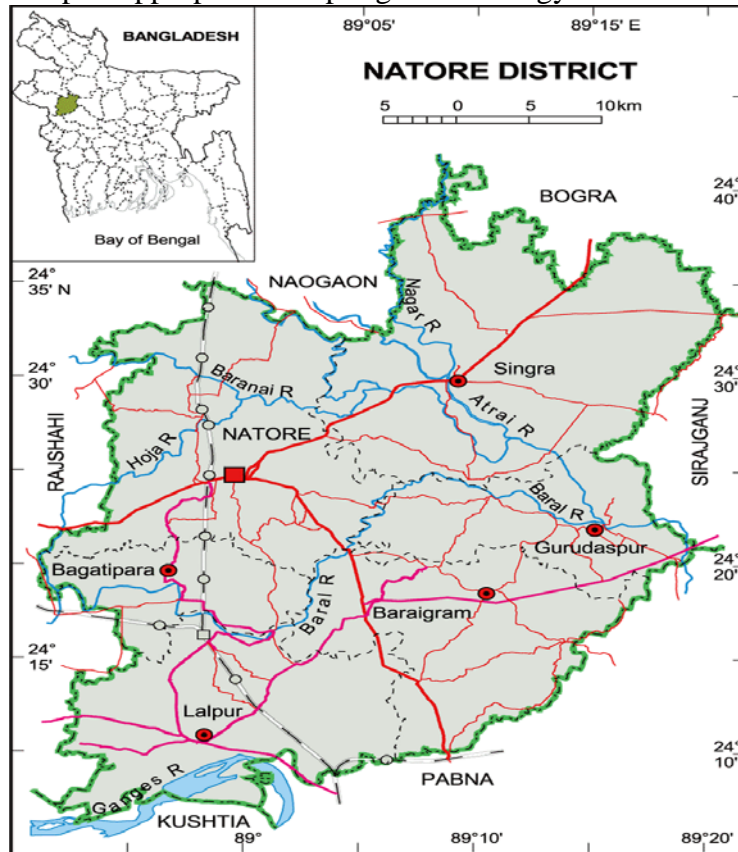 89°05'
89°15' E
BANGLADESH
Bay of Bengal
NATORE DISTRICT
5 0 5 10km
24° 40'
BOGRA
24° 35' N
NAOGAON
Nagar R
24° 30'
24° 30'
Singra
Baranai R
Atrai R
Hoja R
NATORE
RAJSHAHI
SIRAJGANJ
Baral R
Gurudaspur
Bagatipara
24° 20'
Baral R
Baraigram
24° 15'
Lalpur
24° 10'
PABNA
Ganges R
KUSHTIA
89°
89°10'
89°20'